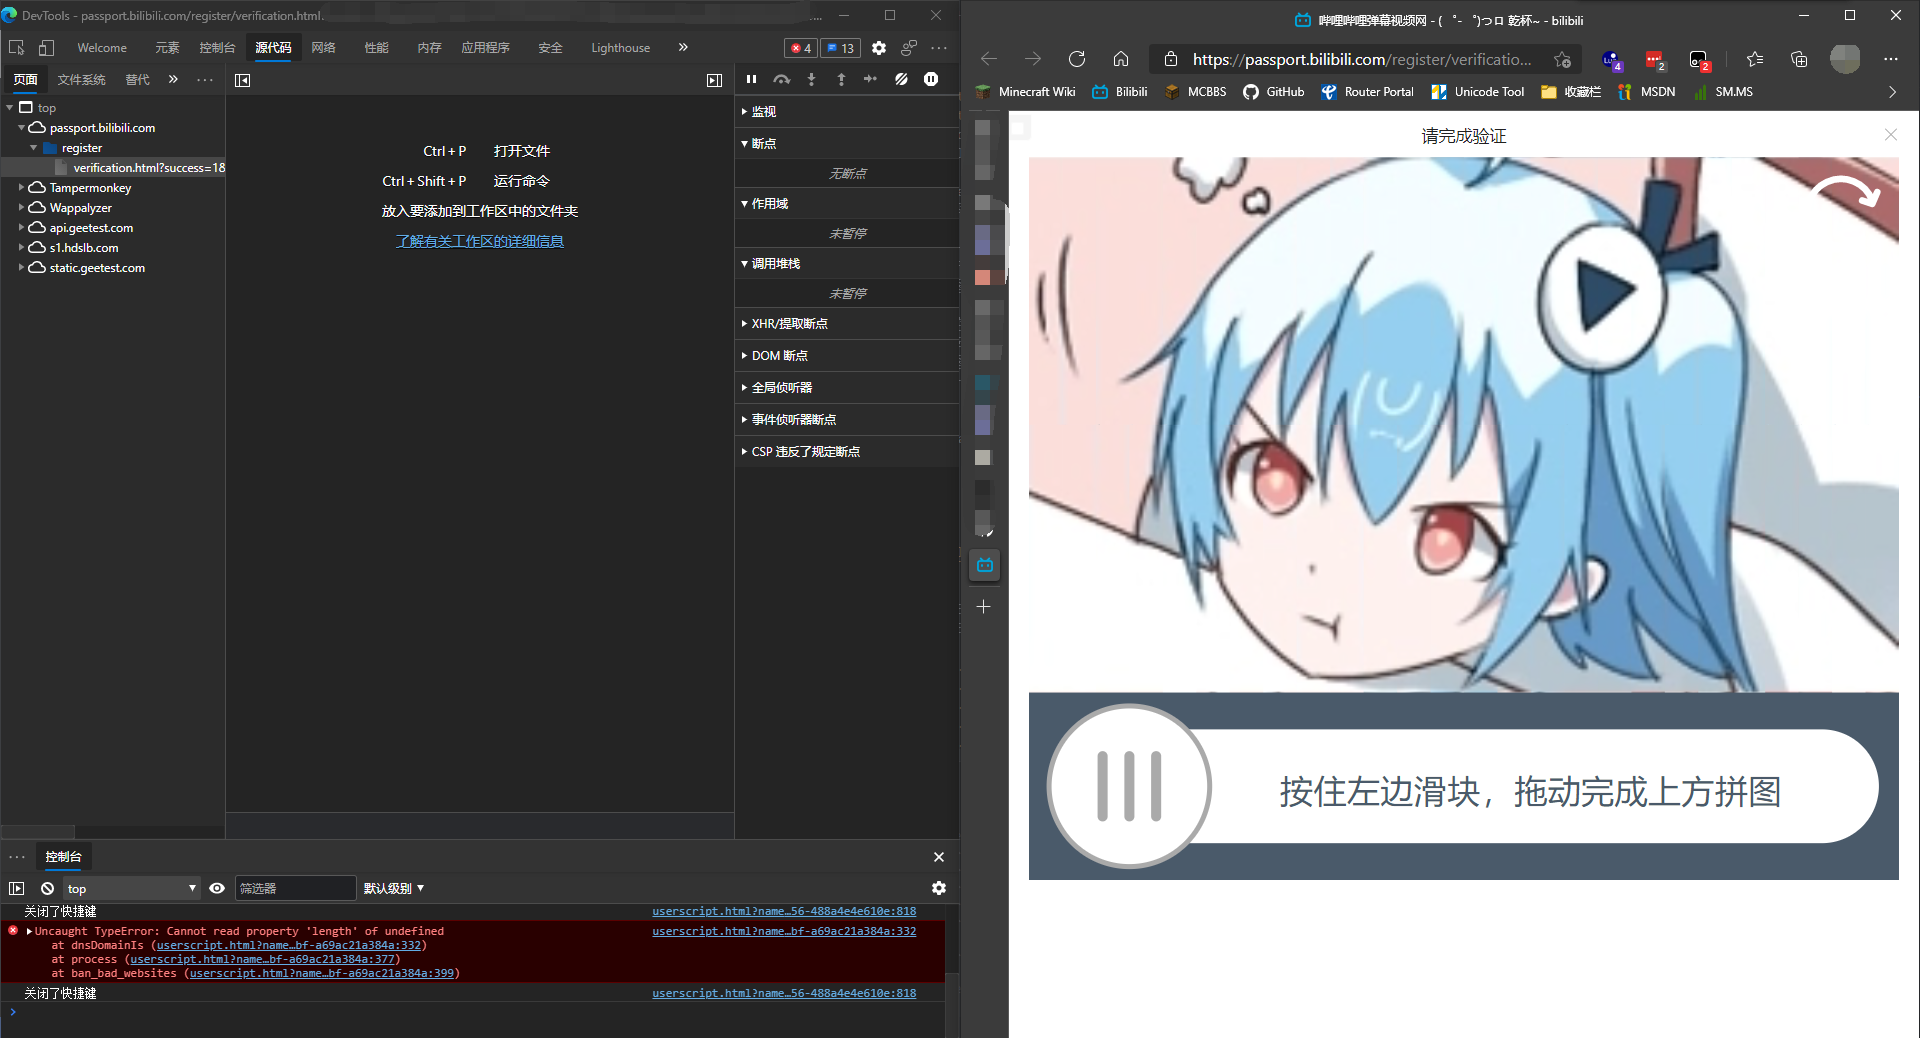 DevTools - passport.bilibili.com/register/verification.html.
Welcome 元素 控制台 源代码 网络 性能 内存 应用程序 安全 Lighthouse » 4 13
页面 文件系统 替代 » ...
top
passport.bilibili.com
register
verification.html?success=18
Tampermonkey
Wappalyzer
api.geetest.com
s1.hdslb.com
static.geetest.com
Ctrl + P 打开文件
Ctrl + Shift + P 运行命令
放入要添加到工作区中的文件夹
了解有关工作区的详细信息
监视
断点
无断点
作用域
未暂停
调用堆栈
未暂停
XHR/提取断点
DOM 断点
全局侦听器
事件侦听器断点
CSP 违反了规定断点
控制台
top 筛选器 默认级别
关闭了快捷键 userscript.html?name…56-488a4e4e610e:818
Uncaught TypeError: Cannot read property 'length' of undefined userscript.html?name…bf-a69ac21a384a:332
at dnsDomainIs (userscript.html?name…bf-a69ac21a384a:332)
at process (userscript.html?name…bf-a69ac21a384a:377)
at ban_bad_websites (userscript.html?name…bf-a69ac21a384a:399)
关闭了快捷键 userscript.html?name…56-488a4e4e610e:818
哔哩哔哩弹幕视频网 - ( ゜- ゜)つロ 乾杯~ - bilibili
https://passport.bilibili.com/register/verificatio... 4 2 2
Minecraft Wiki Bilibili MCBBS GitHub Router Portal Unicode Tool 收藏栏 MSDN SM.MS
请完成验证
按住左边滑块，拖动完成上方拼图